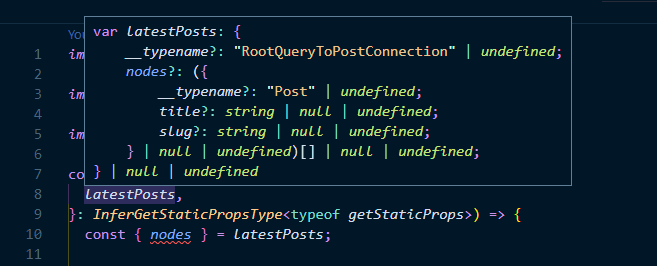 Yo
var latestPosts: {
__typename?: "RootQueryToPostConnection" | undefined;
nodes?: ({
__typename?: "Post" | undefined;
title?: string | null | undefined;
slug?: string | null | undefined;
} | null | undefined)[] | null | undefined;
} | null | undefined
1 im
2
3 im
4
5 im
6
7 co
8 latestPosts,
9 }: InferGetStaticPropsType<typeof getStaticProps>) => {
10 const { nodes } = latestPosts;
11